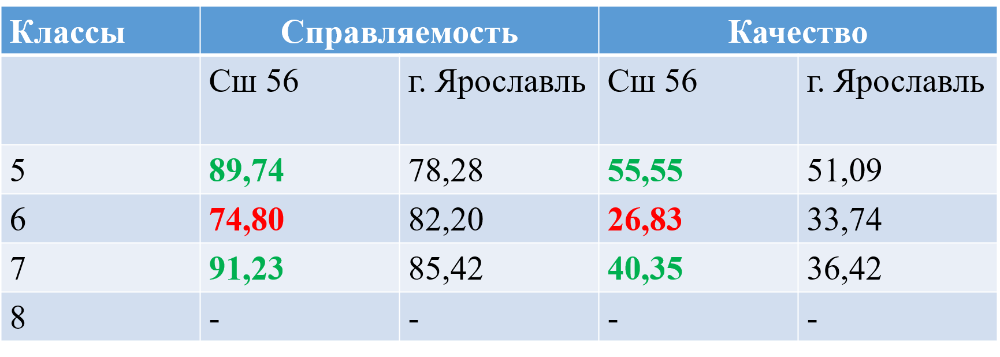 Классы Справляемость Качество
Сш 56 г. Ярославль Сш 56 г. Ярославль
5 89,74 78,28 55,55 51,09
6 74,80 82,20 26,83 33,74
7 91,23 85,42 40,35 36,42
8 - - - -